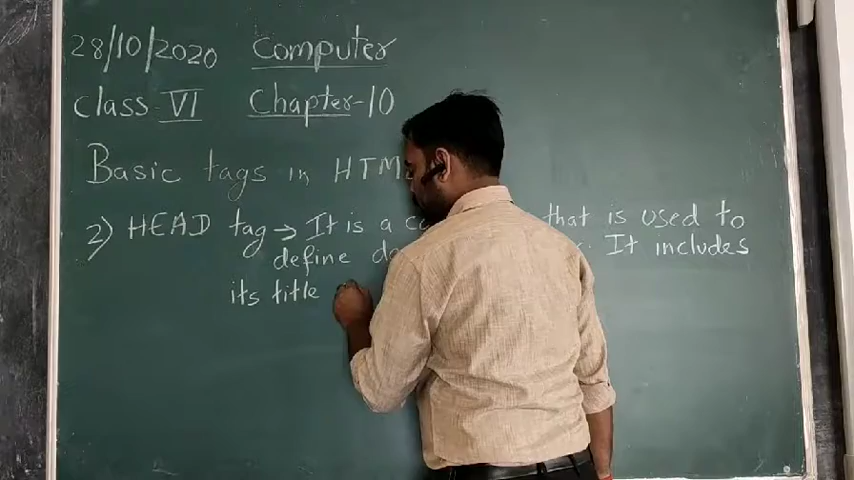 28/10/2020 Computer
class-VI Chapter-10
Basic tags in HTM
2) HEAD tag → It is a that is used to
define It includes
its title